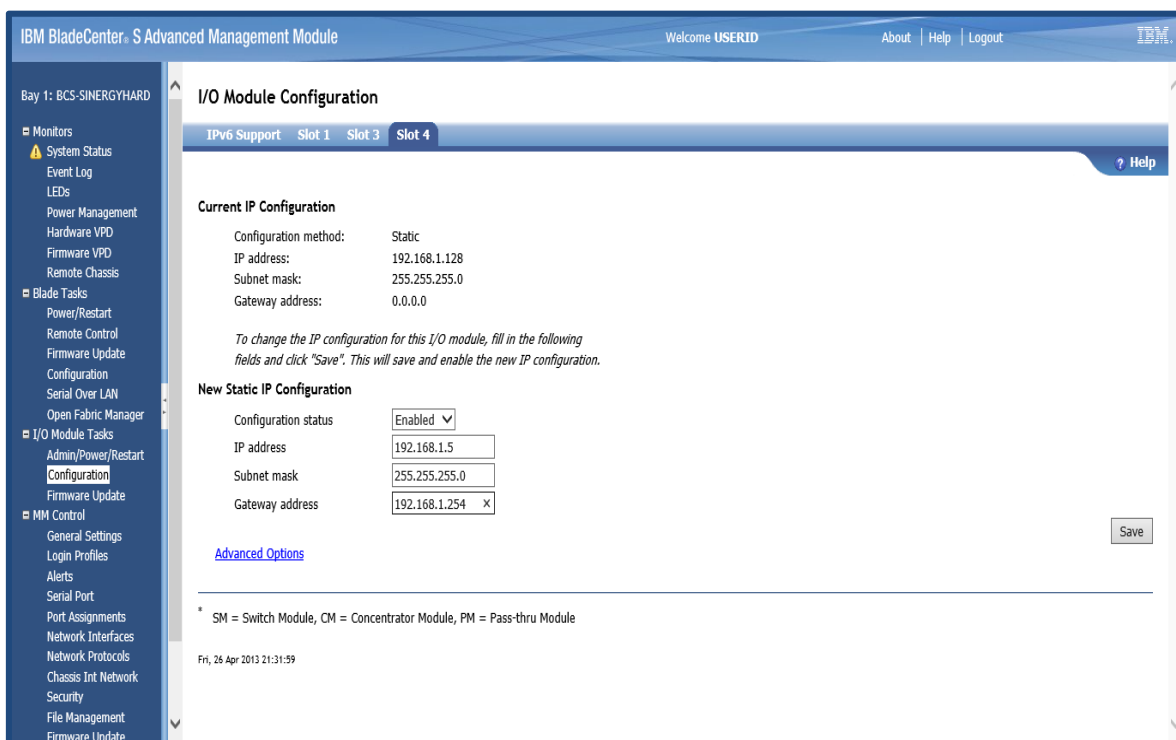 IBM BladeCenter® S Advanced Management Module
Welcome USERID
About | Help | Logout
IBM.
Bay 1: BCS-SINERGYHARD
Monitors
System Status
Event Log
LEDs
Power Management
Hardware VPD
Firmware VPD
Remote Chassis
Blade Tasks
Power/Restart
Remote Control
Firmware Update
Configuration
Serial Over LAN
Open Fabric Manager
I/O Module Tasks
Admin/Power/Restart
Configuration
Firmware Update
MM Control
General Settings
Login Profiles
Alerts
Serial Port
Port Assignments
Network Interfaces
Network Protocols
Chassis Int Network
Security
File Management
Firmware Update
I/O Module Configuration
IPv6 Support Slot 1 Slot 3 Slot 4
? Help
Current IP Configuration
Configuration method: Static
IP address: 192.168.1.128
Subnet mask: 255.255.255.0
Gateway address: 0.0.0.0
To change the IP configuration for this I/O module, fill in the following
fields and click "Save". This will save and enable the new IP configuration.
New Static IP Configuration
Configuration status Enabled
IP address 192.168.1.5
Subnet mask 255.255.255.0
Gateway address 192.168.1.254 ×
Save
Advanced Options
* SM = Switch Module, CM = Concentrator Module, PM = Pass-thru Module
Fri, 26 Apr 2013 21:31:59